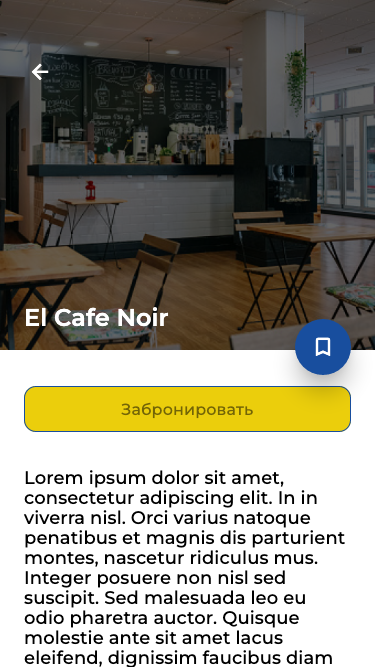 El Cafe Noir
Забронировать
Lorem ipsum dolor sit amet,
consectetur adipiscing elit. In in
viverra nisl. Orci varius natoque
penatibus et magnis dis parturient
montes, nascetur ridiculus mus.
Integer posuere non nisl sed
suscipit. Sed malesuada leo eu
odio pharetra auctor. Quisque
molestie ante sit amet lacus
eleifend, dignissim faucibus diam